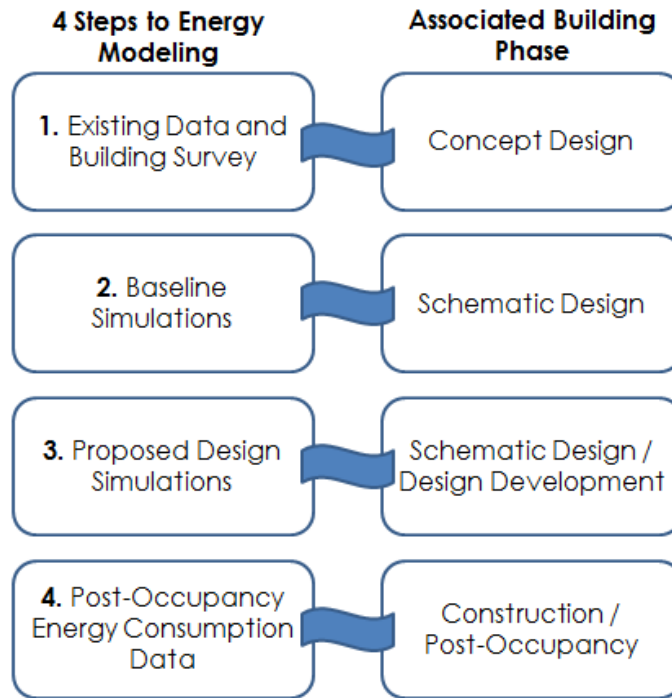 4 Steps to Energy
Modeling
Associated Building
Phase
1. Existing Data and
Building Survey
Concept Design
2. Baseline
Simulations
Schematic Design
3. Proposed Design
Simulations
Schematic Design /
Design Development
4. Post-Occupancy
Energy Consumption
Data
Construction /
Post-Occupancy